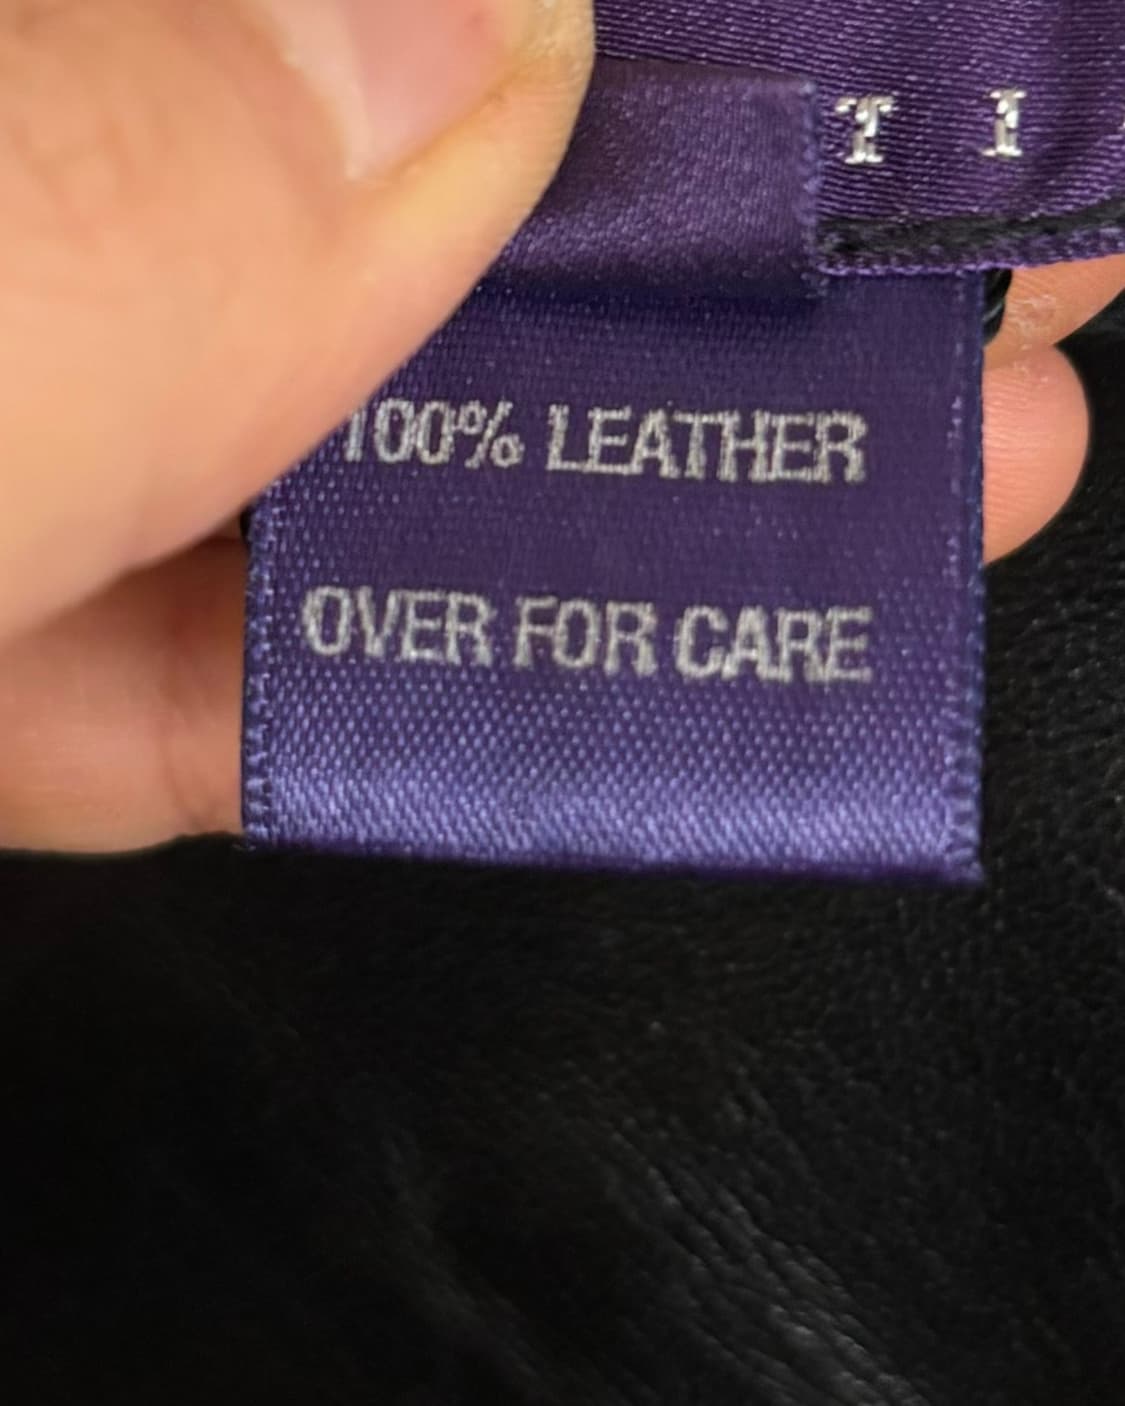 T I
100% LEATHER
OVER FOR CARE